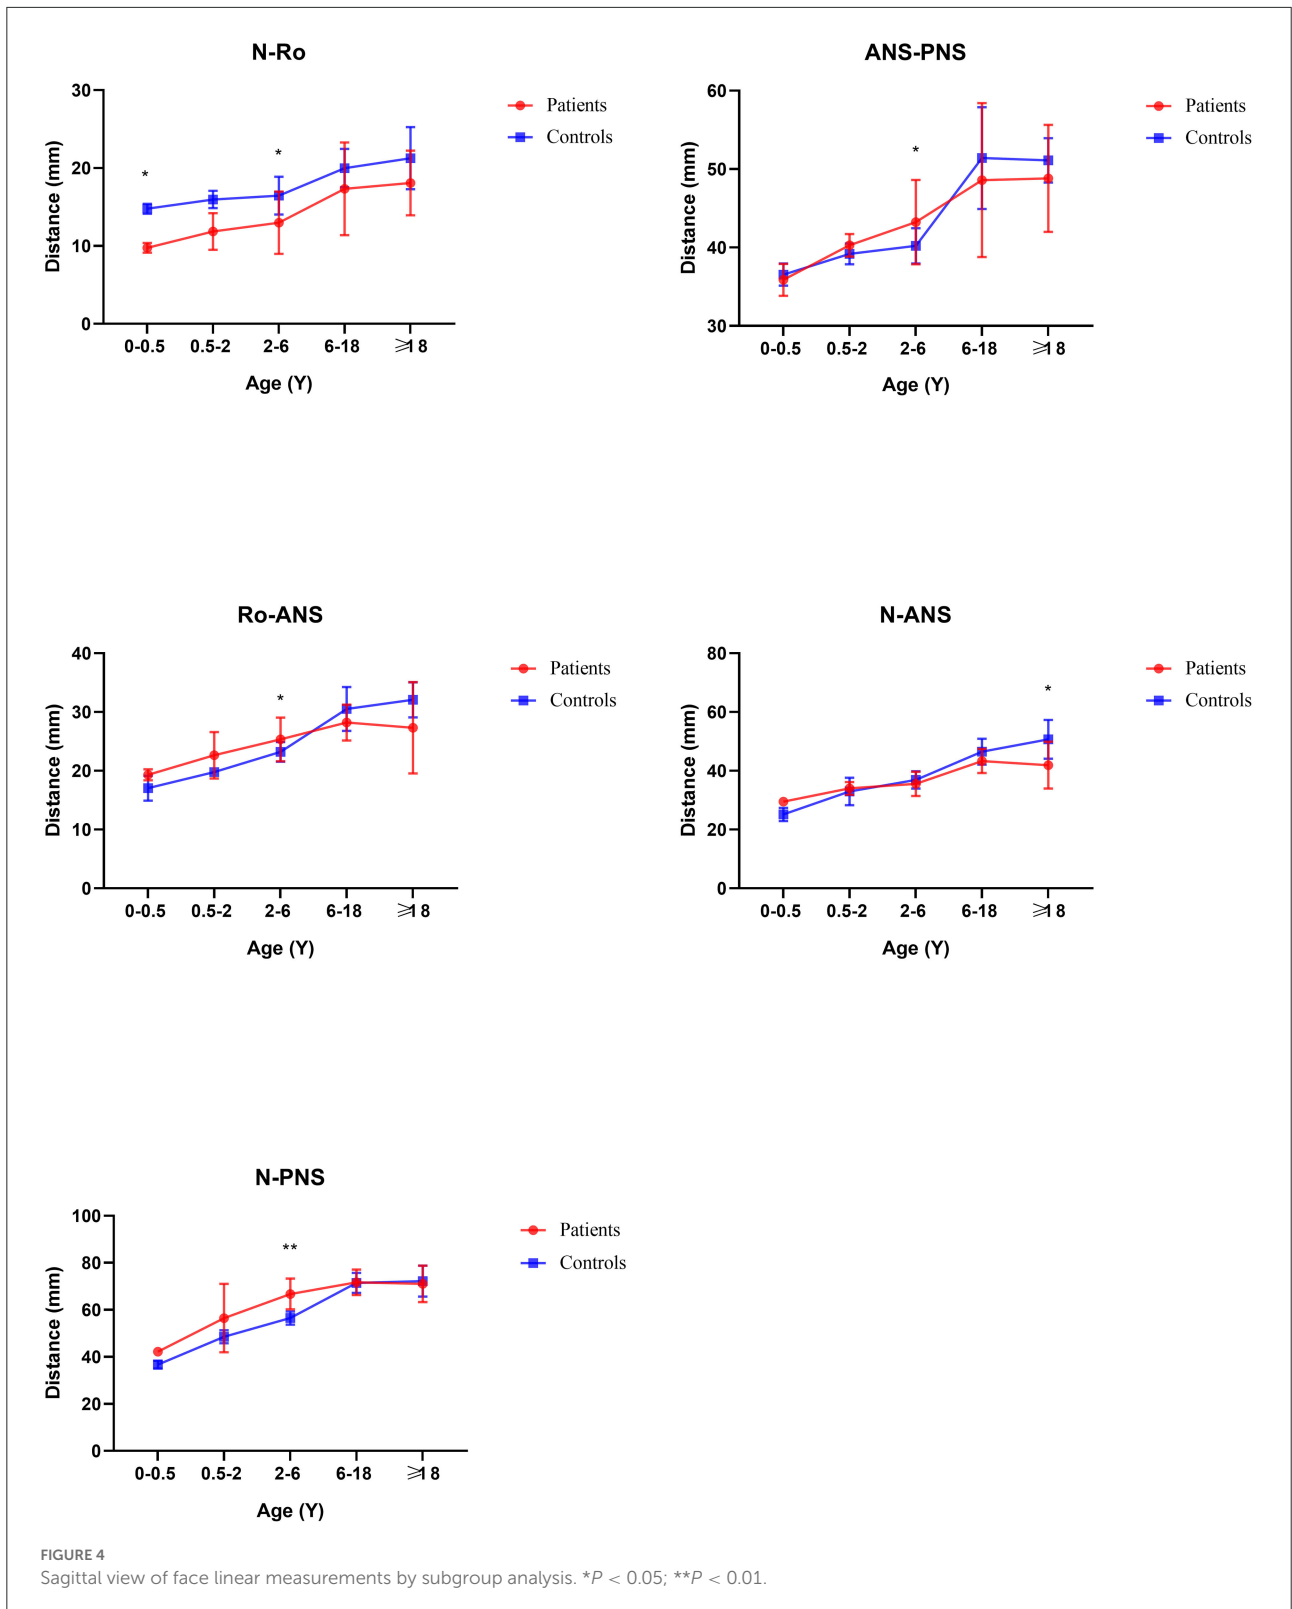 N-Ro
30
20
10
0
Distance (mm)
*
*
Patients
Controls
0-0.5 0.5-2 2-6 6-18 ⩾18
Age (Y)
ANS-PNS
60
50
40
30
Distance (mm)
*
Patients
Controls
0-0.5 0.5-2 2-6 6-18 ⩾18
Age (Y)
Ro-ANS
40
30
20
10
0
Distance (mm)
*
Patients
Controls
0-0.5 0.5-2 2-6 6-18 ⩾18
Age (Y)
N-ANS
80
60
40
20
0
Distance (mm)
*
Patients
Controls
0-0.5 0.5-2 2-6 6-18 ⩾18
Age (Y)
N-PNS
100
80
60
40
20
0
Distance (mm)
**
Patients
Controls
0-0.5 0.5-2 2-6 6-18 ⩾18
Age (Y)
FIGURE 4
Sagittal view of face linear measurements by subgroup analysis. *P < 0.05; **P < 0.01.